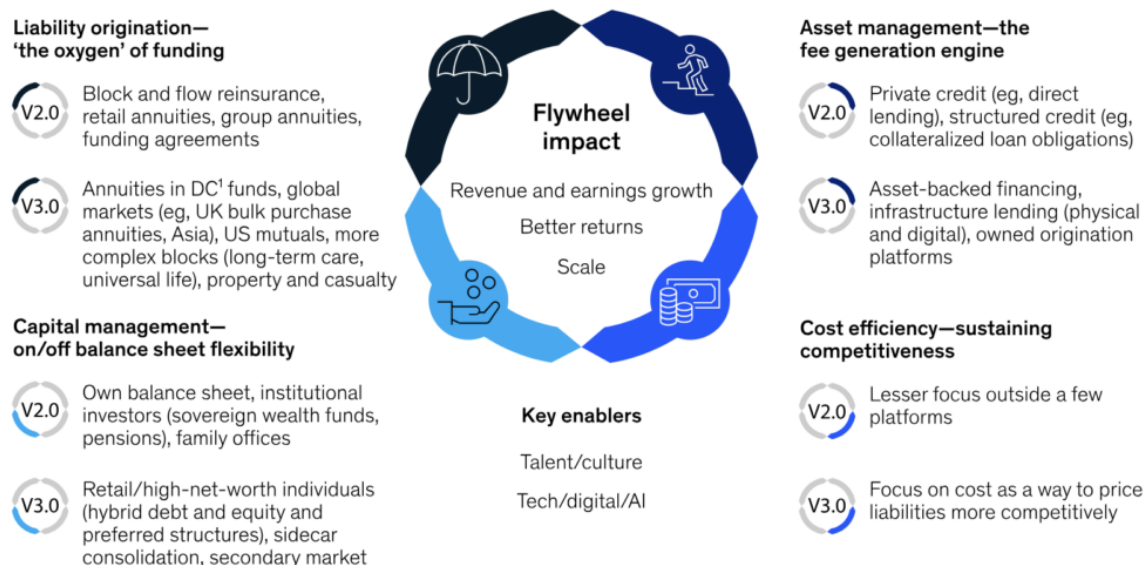 Liability origination—
‘the oxygen’ of funding
V2.0
Block and flow reinsurance,
retail annuities, group annuities,
funding agreements
V3.0
Annuities in DC¹ funds, global
markets (eg, UK bulk purchase
annuities, Asia), US mutuals, more
complex blocks (long-term care,
universal life), property and casualty
Capital management—
on/off balance sheet flexibility
V2.0
Own balance sheet, institutional
investors (sovereign wealth funds,
pensions), family offices
V3.0
Retail/high-net-worth individuals
(hybrid debt and equity and
preferred structures), sidecar
consolidation, secondary market
Flywheel
impact
Revenue and earnings growth
Better returns
Scale
Key enablers
Talent/culture
Tech/digital/AI
Asset management—the
fee generation engine
V2.0
Private credit (eg, direct
lending), structured credit (eg,
collateralized loan obligations)
V3.0
Asset-backed financing,
infrastructure lending (physical
and digital), owned origination
platforms
Cost efficiency—sustaining
competitiveness
V2.0
Lesser focus outside a few
platforms
V3.0
Focus on cost as a way to price
liabilities more competitively